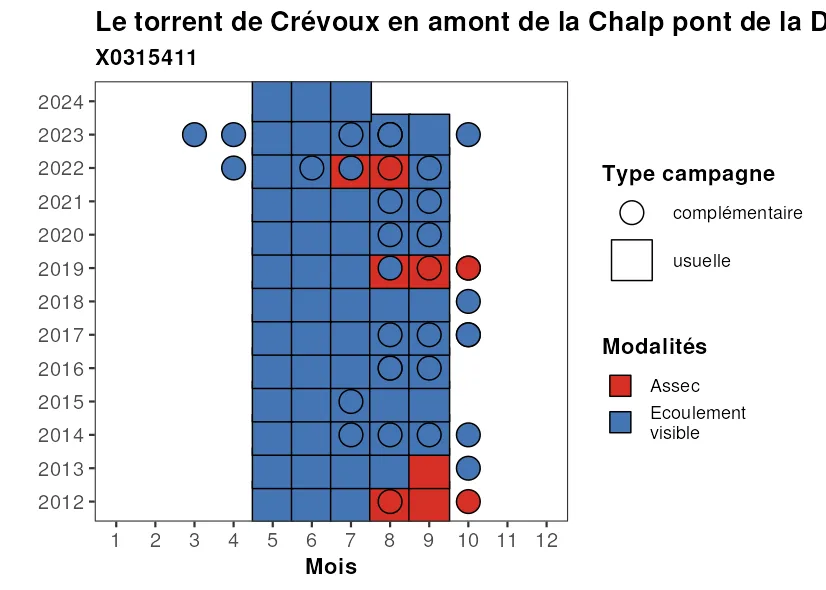 Le torrent de Crévoux en amont de la Chalp pont de la D
X0315411
2024
2023
2022
2021
2020
2019
2018
2017
2016
2015
2014
2013
2012
1 2 3 4 5 6 7 8 9 10 11 12
Mois
Type campagne
complémentaire
usuelle
Modalités
Assec
Ecoulement
visible